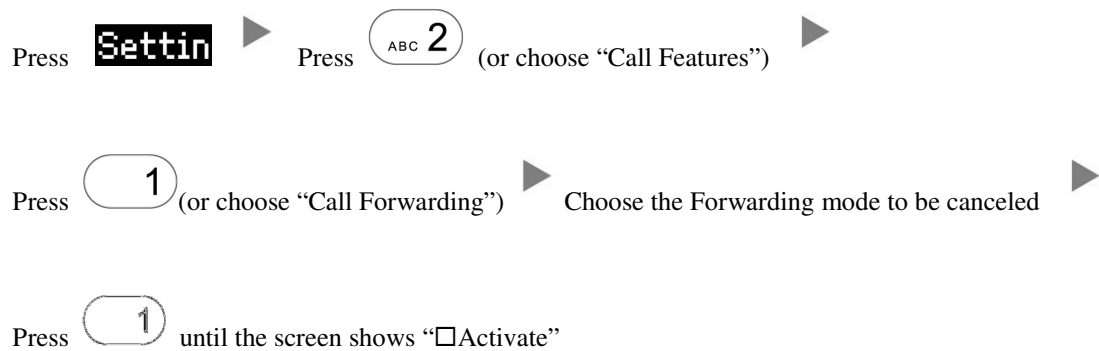 Press Settin Press ABC 2 (or choose “Call Features”)
Press 1 (or choose “Call Forwarding”) Choose the Forwarding mode to be canceled
Press 1 until the screen shows “☐Activate”